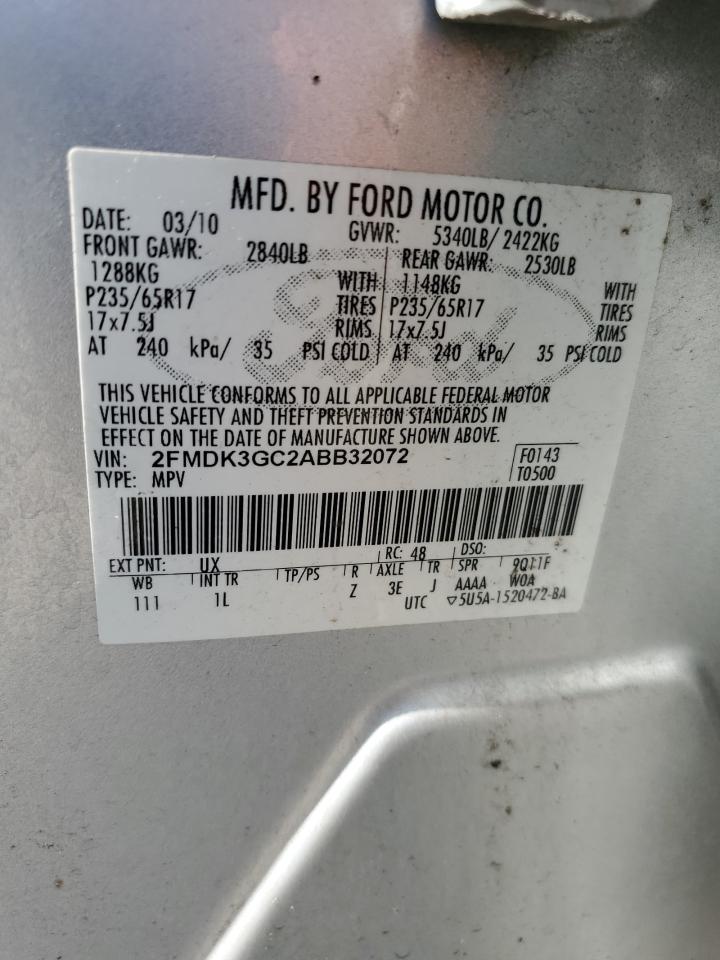 MFD. BY FORD MOTOR CO.
DATE: 03/10 GVWR: 5340LB/ 2422KG
FRONT GAWR: 2840LB REAR GAWR: 2530LB
1288KG WITH 1148KG WITH
P235/65R17 TIRES P235/65R17 TIRES
17x7.5J RIMS 17x7.5J RIMS
AT 240 kPa/ 35 PSI COLD AT 240 kPa/ 35 PSI COLD
Ford
THIS VEHICLE CONFORMS TO ALL APPLICABLE FEDERAL MOTOR
VEHICLE SAFETY AND THEFT PREVENTION STANDARDS IN
EFFECT ON THE DATE OF MANUFACTURE SHOWN ABOVE.
VIN: 2FMDK3GC2ABB32072 F0143
TYPE: MPV T0500
EXT PNT: UX RC: 48 DSO:
WB INT TR TP/PS R AXLE TR SPR
111 1L Z 3E J AAAA W0A
UTC ▽5U5A-1520472-BA